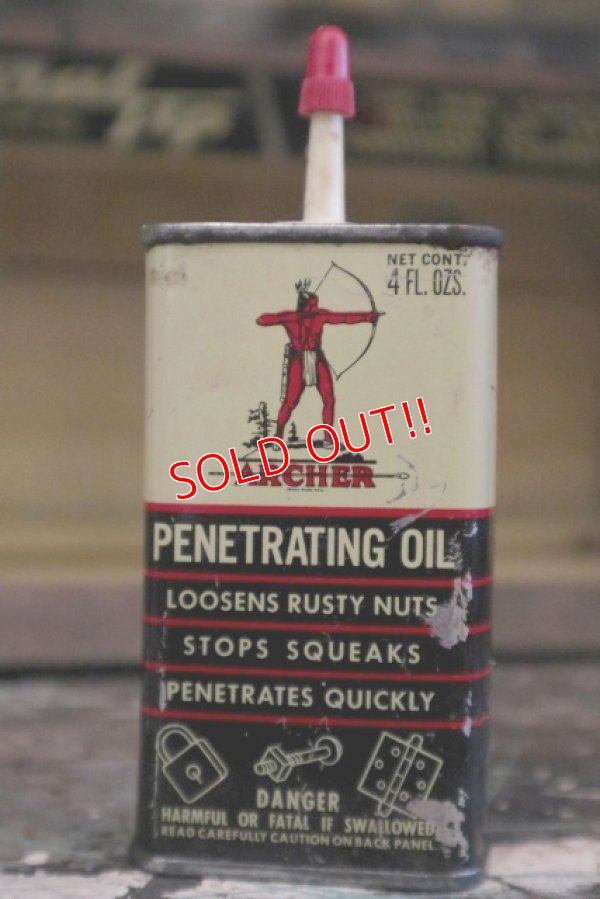 NET CONT.
4 FL. OZS.
SOLD OUT!!
ARCHER
PENETRATING OIL
LOOSENS RUSTY NUTS
STOPS SQUEAKS
PENETRATES QUICKLY
DANGER
HARMFUL OR FATAL IF SWALLOWED
READ CAREFULLY CAUTION ON BACK PANEL